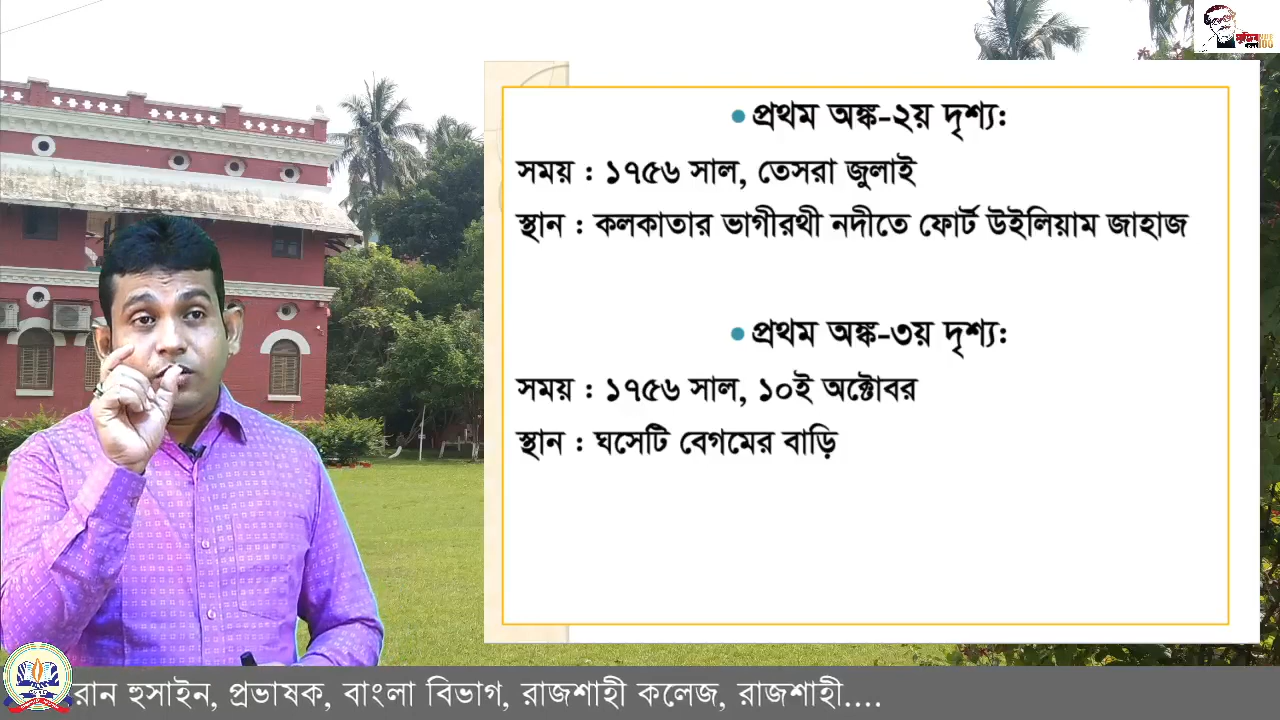 প্রথম অঙ্ক-২য় দৃশ্য:
সময় : ১৭৫৬ সাল, তেসরা জুলাই
স্থান : কলকাতার ভাগীরথী নদীতে ফোর্ট উইলিয়াম জাহাজ
প্রথম অঙ্ক-৩য় দৃশ্য:
সময় : ১৭৫৬ সাল, ১০ই অক্টোবর
স্থান : ঘসেটি বেগমের বাড়ি
হুসাইন, প্রভাষক, বাংলা বিভাগ, রাজশাহী কলেজ, রাজশাহী....